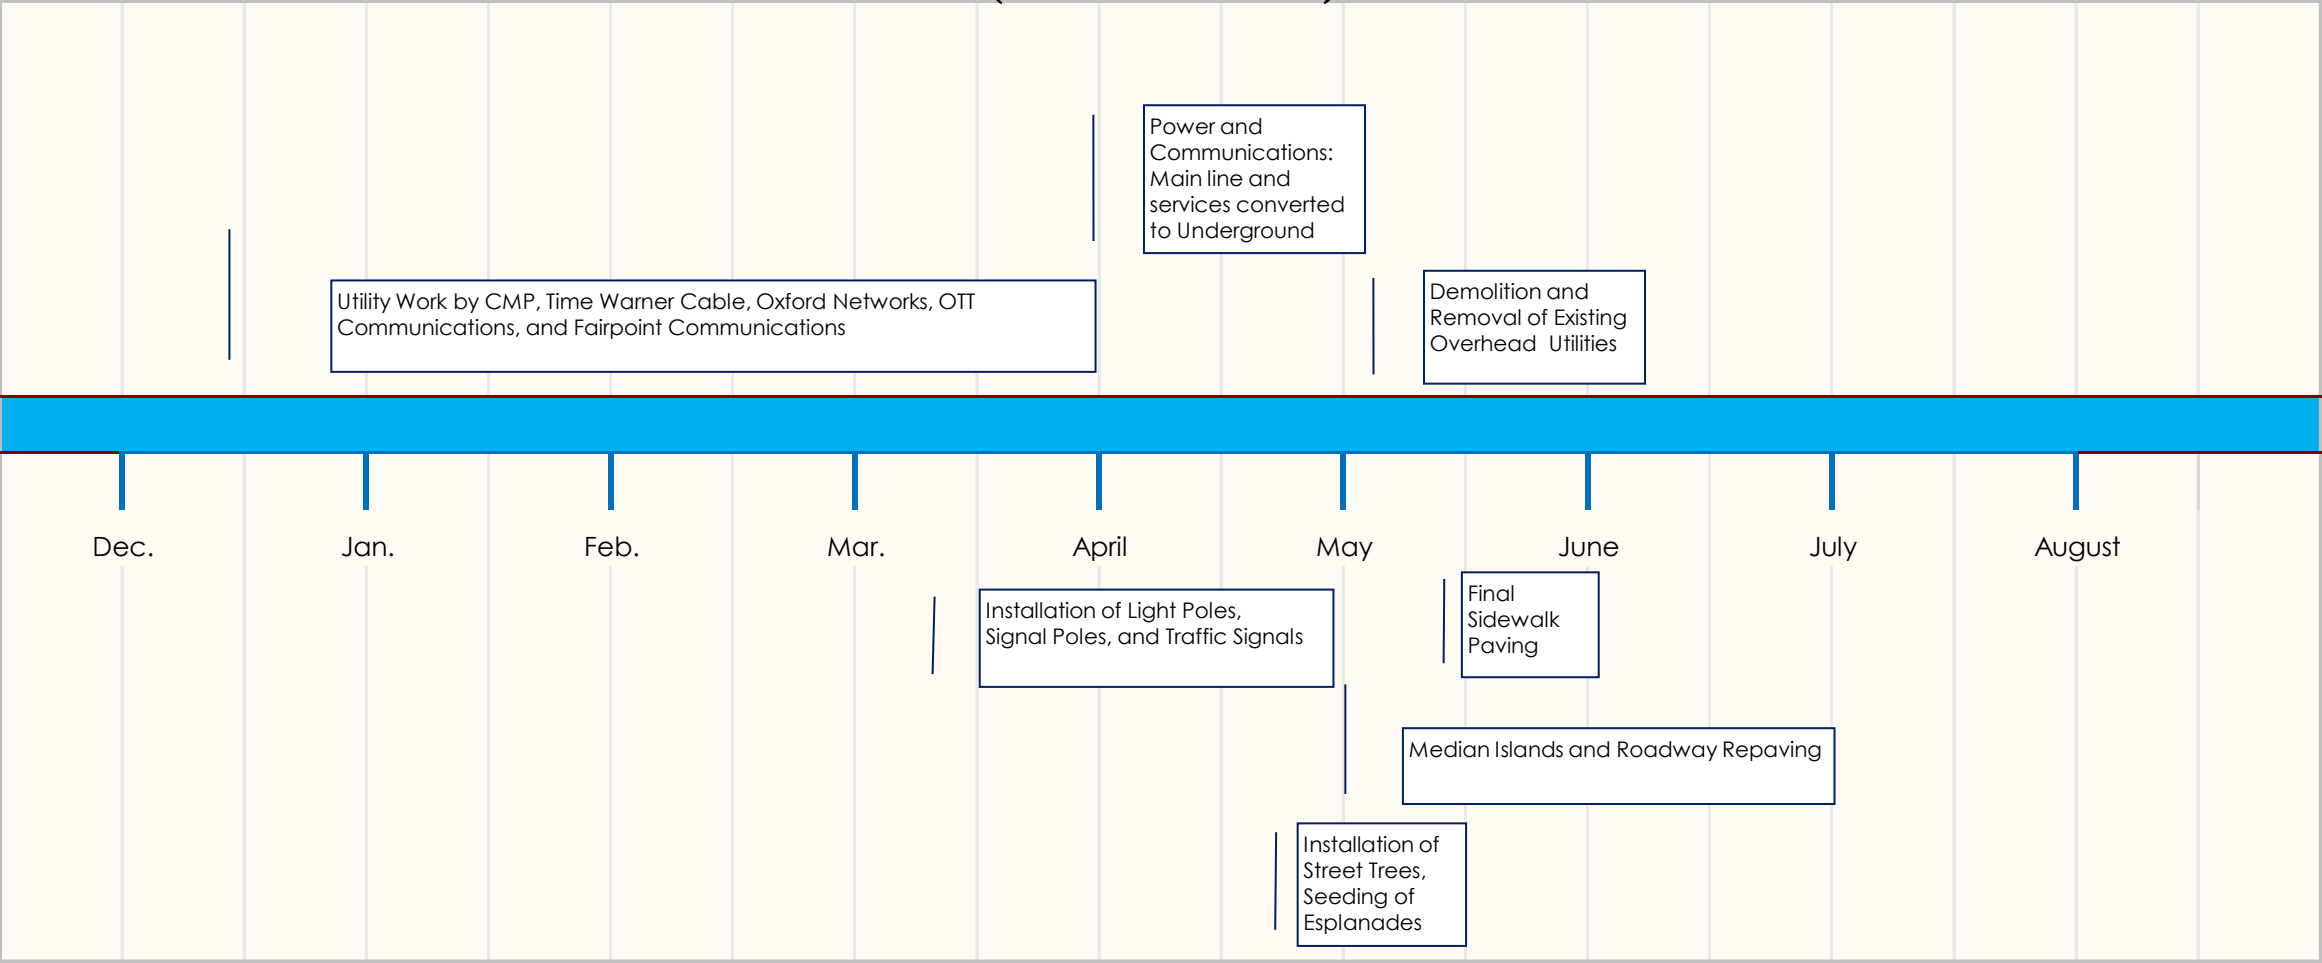 Power and
Communications:
Main line and
services converted
to Underground
Utility Work by CMP, Time Warner Cable, Oxford Networks, OTT
Communications, and Fairpoint Communications
Demolition and
Removal of Existing
Overhead  Utilities
Dec.
Jan.
Feb.
Mar.
April
May
June
July
August
Installation of Light Poles,
Signal Poles, and Traffic Signals
Final
Sidewalk
Paving
Median Islands and Roadway Repaving
Installation of
Street Trees,
Seeding of
Esplanades